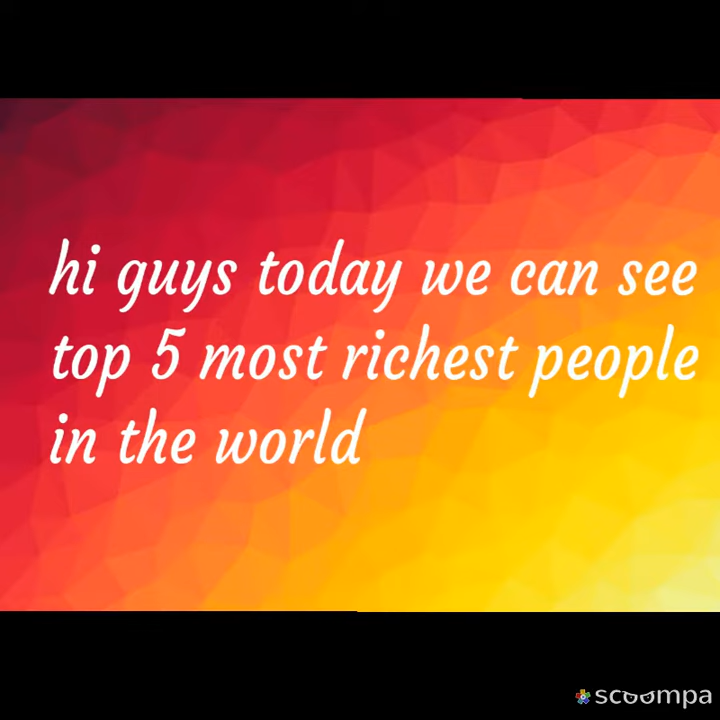 hi guys today we can see
top 5 most richest people
in the world
scoompa